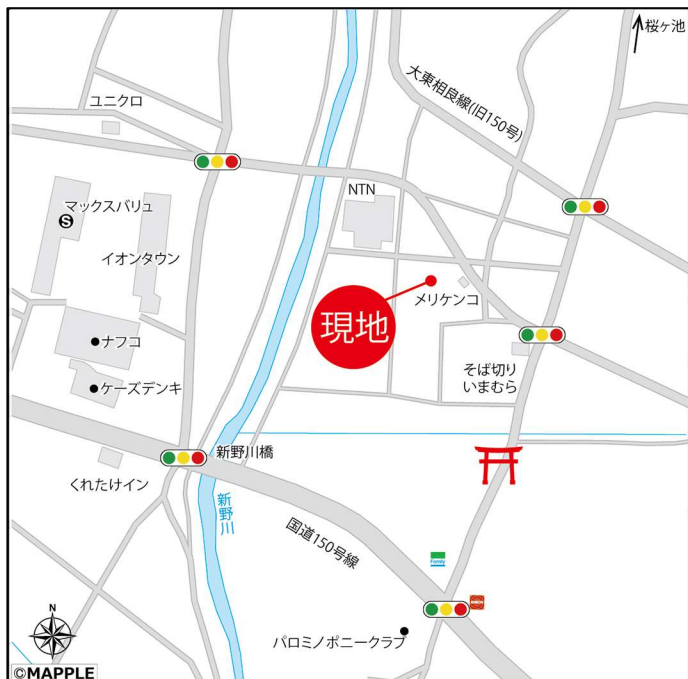 桜ヶ池
大東相良線(旧150号)
ユニクロ
NTN
マックスバリュ
S
イオンタウン
メリケンコ
現地
ナフコ
そば切り
いまむら
ケーズデンキ
新野川橋
くれたけイン
新野川
国道150号線
Family
パロミノポニークラブ
N
©MAPPLE